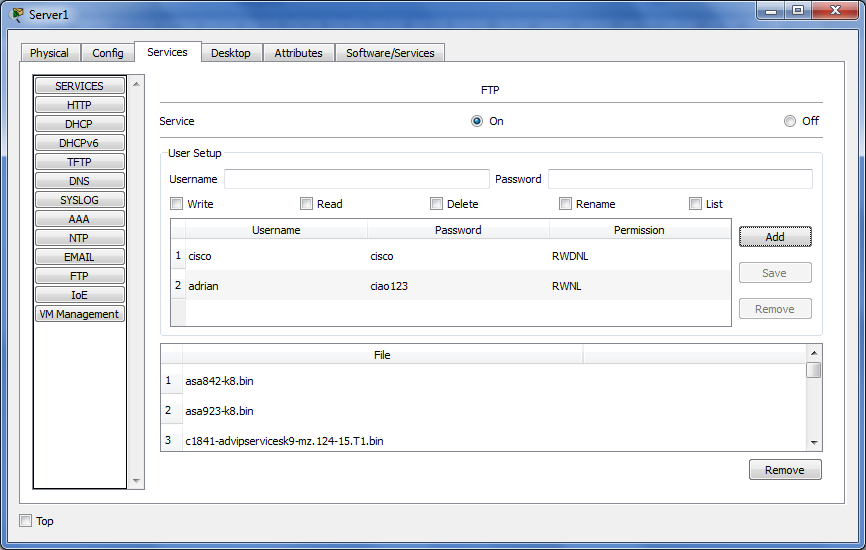 Server1
Physical Config Services Desktop Attributes Software/Services
SERVICES
HTTP
DHCP
DHCPv6
TFTP
DNS
SYSLOG
AAA
NTP
EMAIL
FTP
IoE
VM Management
FTP
Service On Off
User Setup
Username Password
Write Read Delete Rename List
Username Password Permission
1 cisco cisco RWDNL
2 adrian ciao123 RWNL
Add
Save
Remove
File
1 asa842-k8.bin
2 asa923-k8.bin
3 c1841-advipservicesk9-mz.124-15.T1.bin
Remove
Top